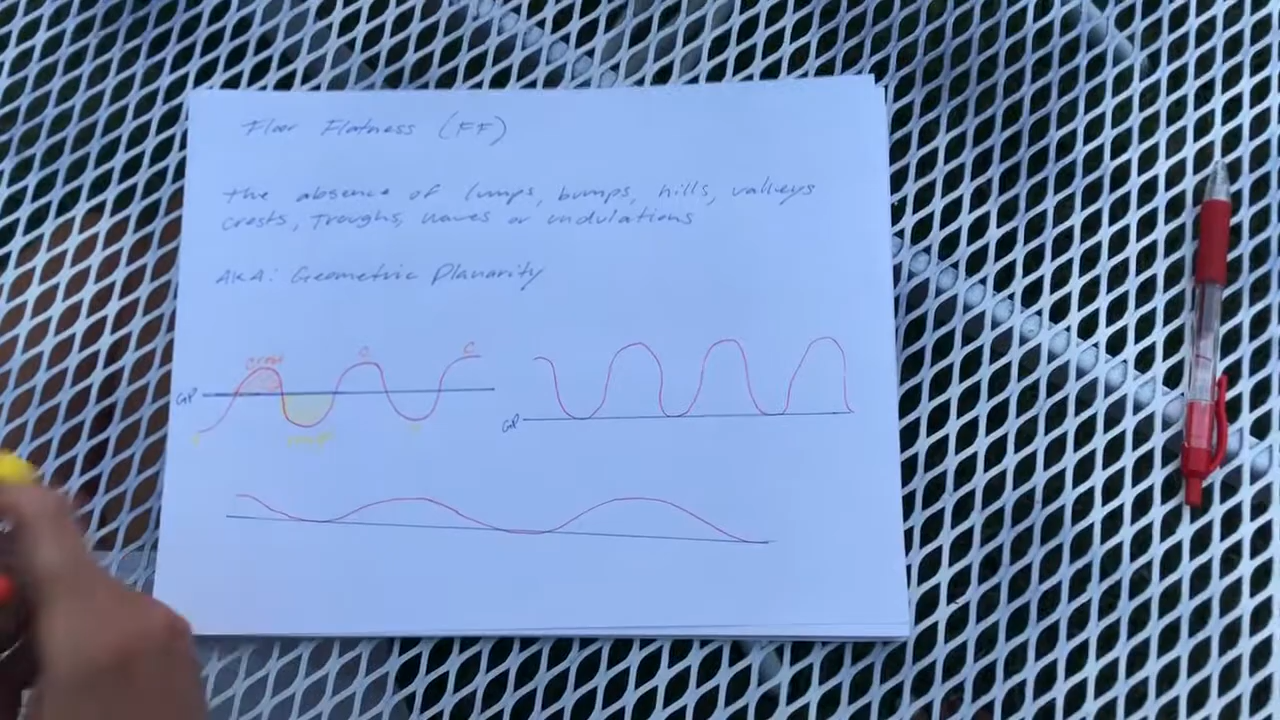 Floor Flatness (FF)
the absence of lumps, bumps, hills, valleys
crests, Troughs, waves or undulations
AKA: Geometric Planarity
crest C C
GP
GP